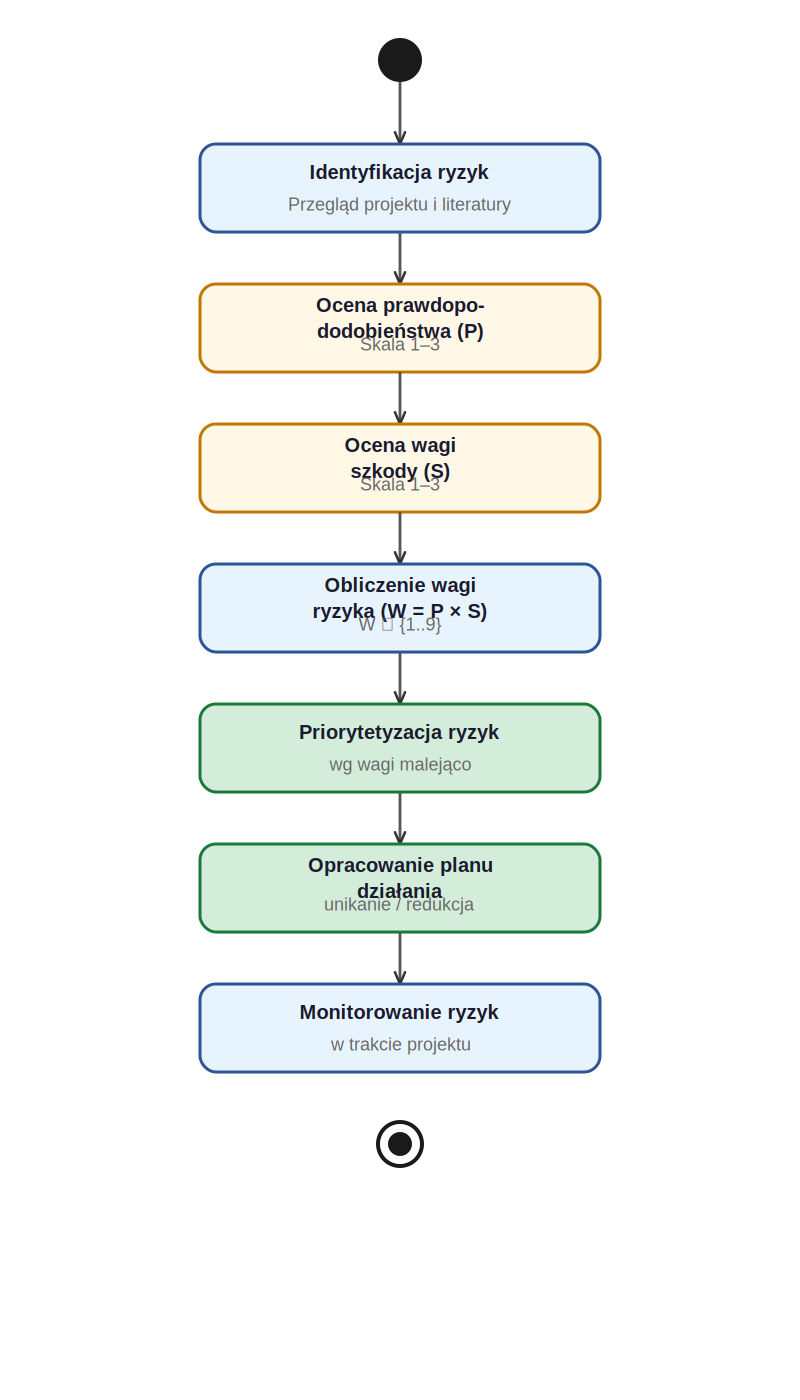 Identyfikacja ryzyk
Przegląd projektu i literatury
Ocena prawdopo-
dodobieństwa (P)
Skala 1–3
Ocena wagi
szkody (S)
Skala 1–3
Obliczenie wagi
ryzyka (W = P × S)
W □ {1..9}
Priorytetyzacja ryzyk
wg wagi malejąco
Opracowanie planu
działania
unikanie / redukcja
Monitorowanie ryzyk
w trakcie projektu